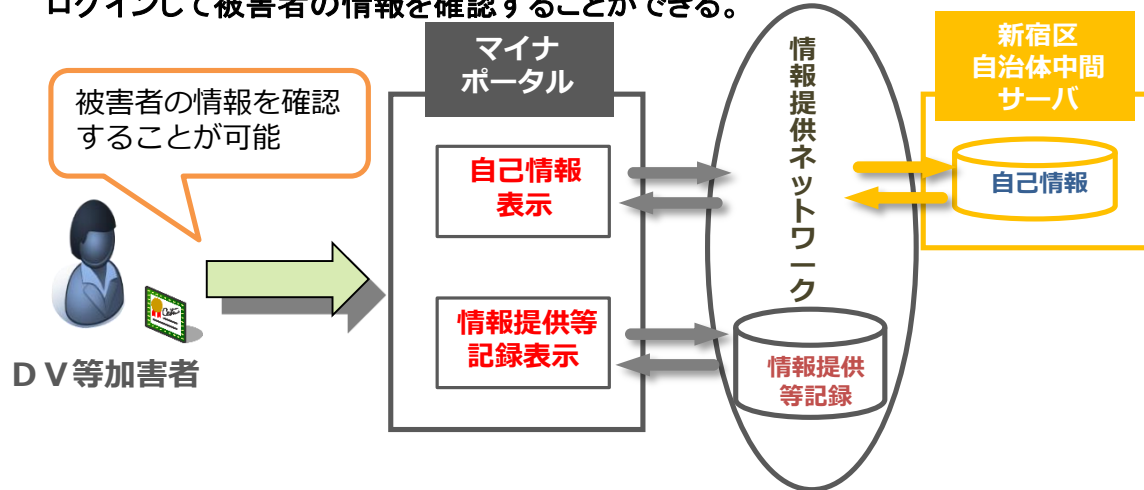 ログインして被害者の情報を確認することができる。
マイナ
ポータル
情報提供ネットワーク
新宿区
自治体中間
サーバ
被害者の情報を確認
することが可能
自己情報
表示
自己情報
情報提供等
記録表示
情報提供
等記録
ＤＶ等加害者